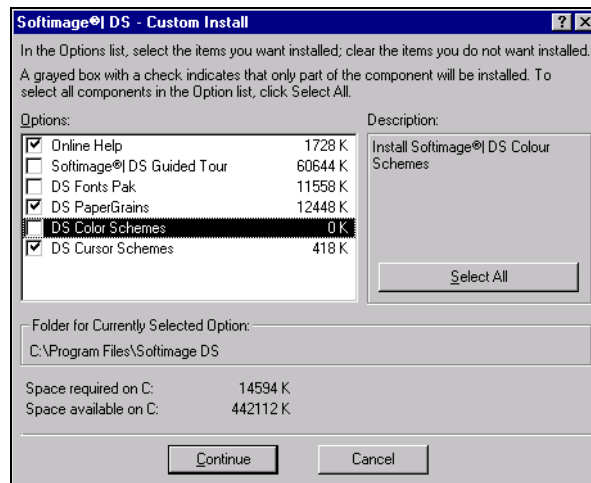 Softimage®| DS - Custom Install
In the Options list, select the items you want installed; clear the items you do not want installed.
A grayed box with a check indicates that only part of the component will be installed. To
select all components in the Option list, click Select All.
Options:
Description:
Online Help 1728 K
Softimage®| DS Guided Tour 60644 K
DS Fonts Pak 11558 K
DS PaperGrains 12448 K
DS Color Schemes 0 K
DS Cursor Schemes 418 K
Install Softimage®| DS Colour
Schemes
Select All
Folder for Currently Selected Option:
C:\Program Files\Softimage DS
Space required on C: 14594 K
Space available on C: 442112 K
Continue
Cancel